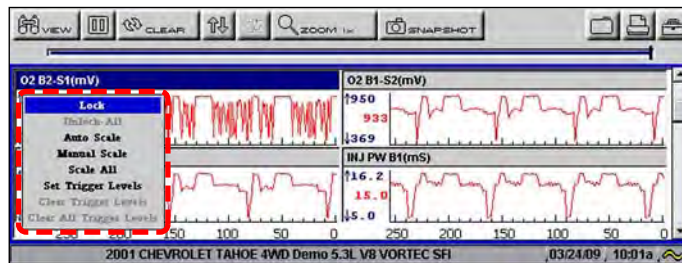 VIEW CLEAR ZOOM 1x SNAPSHOT
O2 B2-S1(mV) O2 B1-S2(mV)
Lock
Unlock All
Auto Scale
Manual Scale
Scale All
Set Trigger Levels
Clear Trigger Levels
Clear All Trigger Levels
950
933
369
INJ PW B1(mS)
16.2
15.0
5.0
250 200 150 100 50 0 250 200 150 100 50 0
2001 CHEVROLET TAHOE 4WD Demo 5.3L V8 VORTEC SFI 03/24/09 10:01a